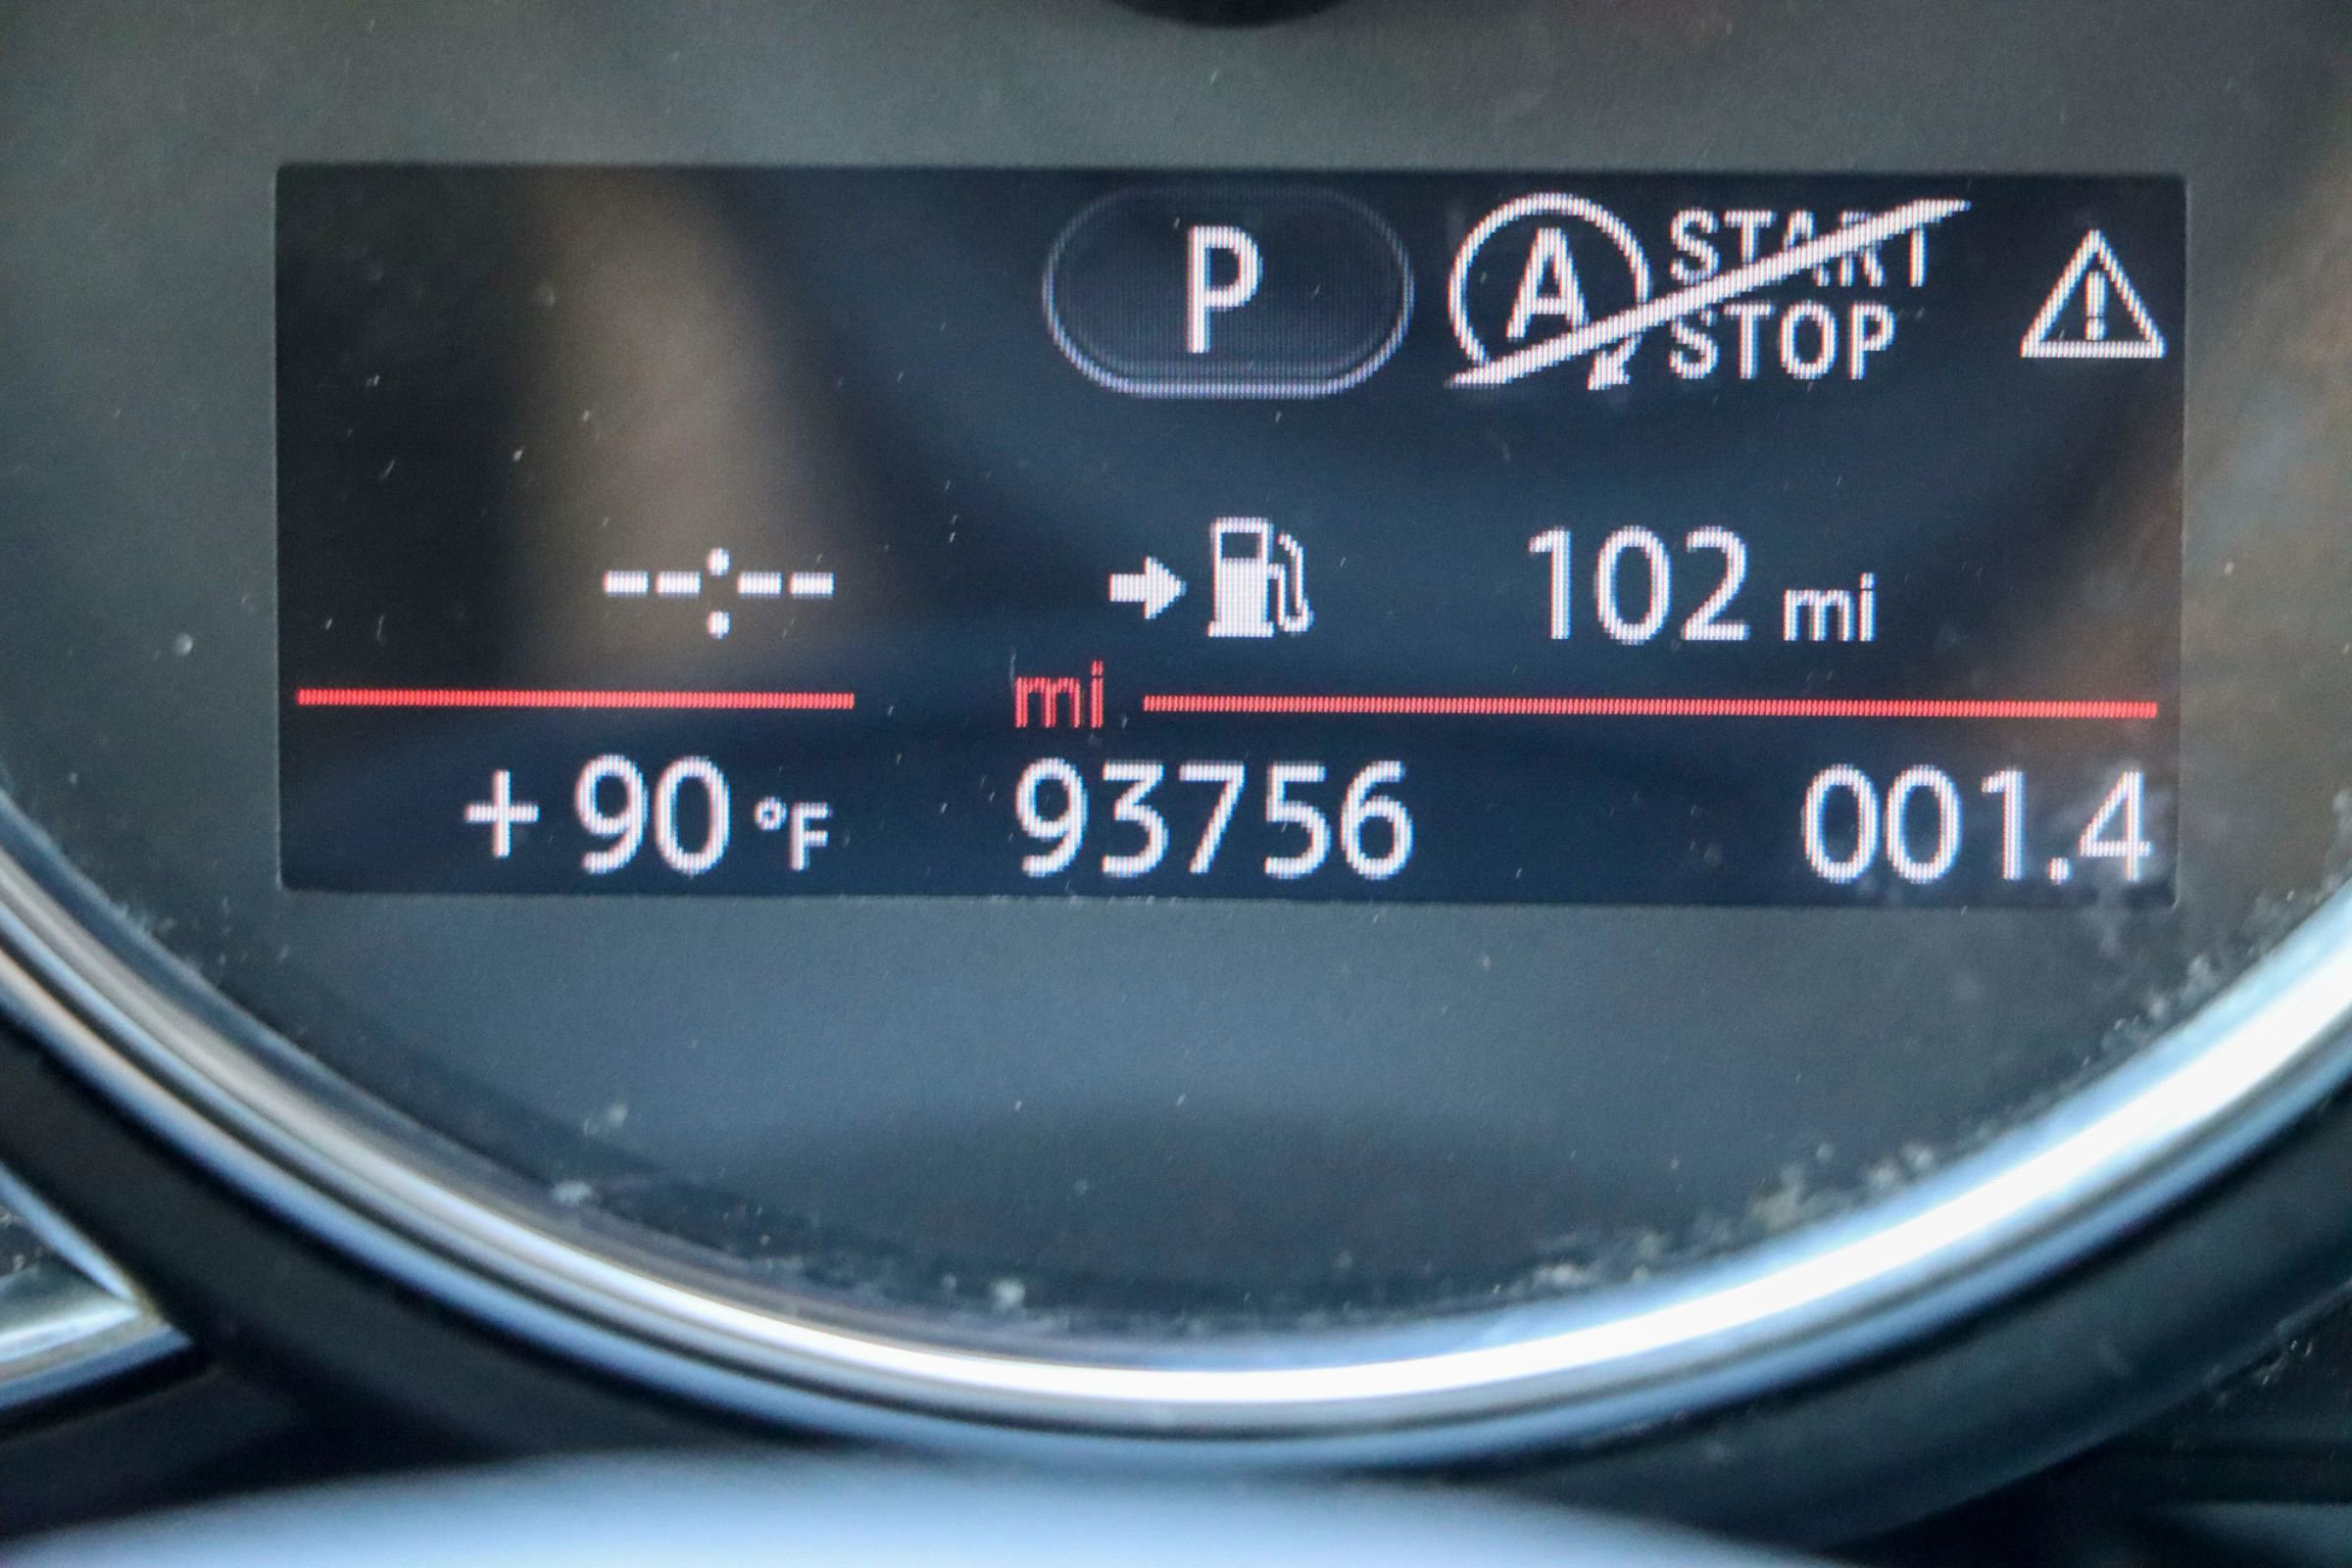 P A START
STOP !
--:-- 102 mi
mi
+90 °F 93756 001.4